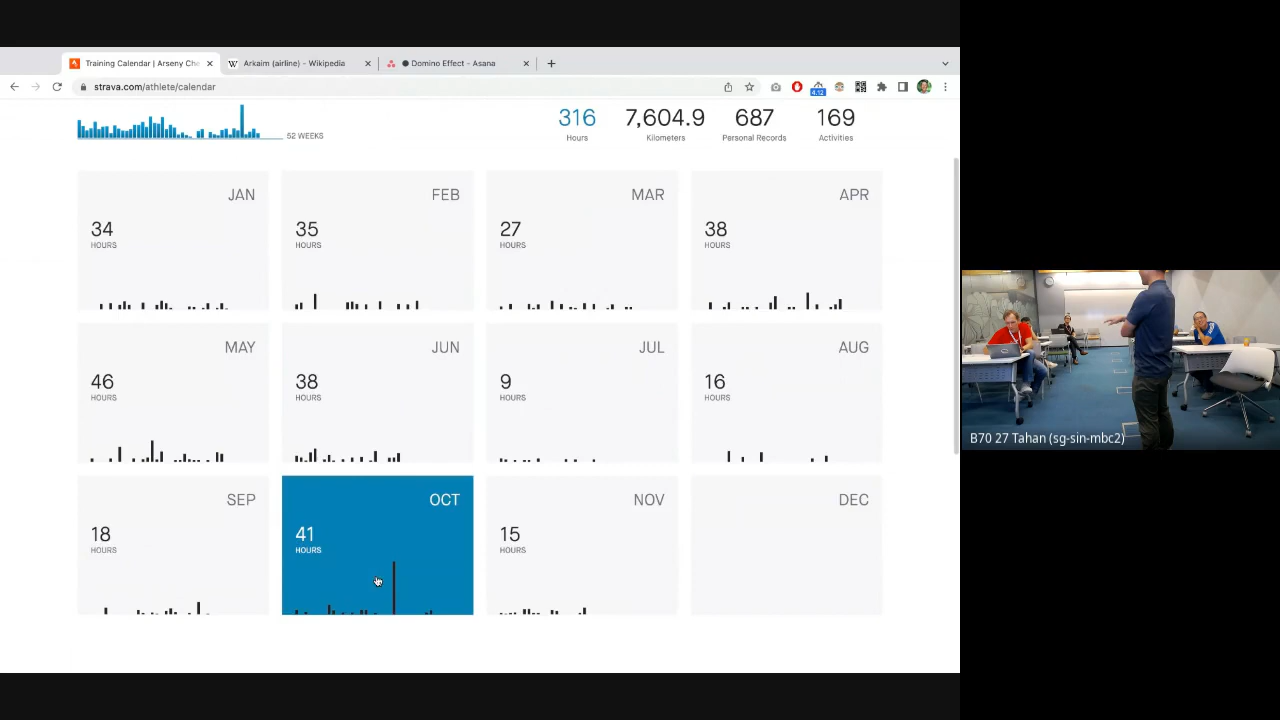 Training Calendar | Arseny Che
Arkaim (airline) - Wikipedia
Domino Effect - Asana
strava.com/athlete/calendar
4.12
52 WEEKS
316
Hours
7,604.9
Kilometers
687
Personal Records
169
Activities
JAN
34
HOURS
FEB
35
HOURS
MAR
27
HOURS
APR
38
HOURS
MAY
46
HOURS
JUN
38
HOURS
JUL
9
HOURS
AUG
16
HOURS
SEP
18
HOURS
OCT
41
HOURS
NOV
15
HOURS
DEC
B70 27 Tahan (sg-sin-mbc2)